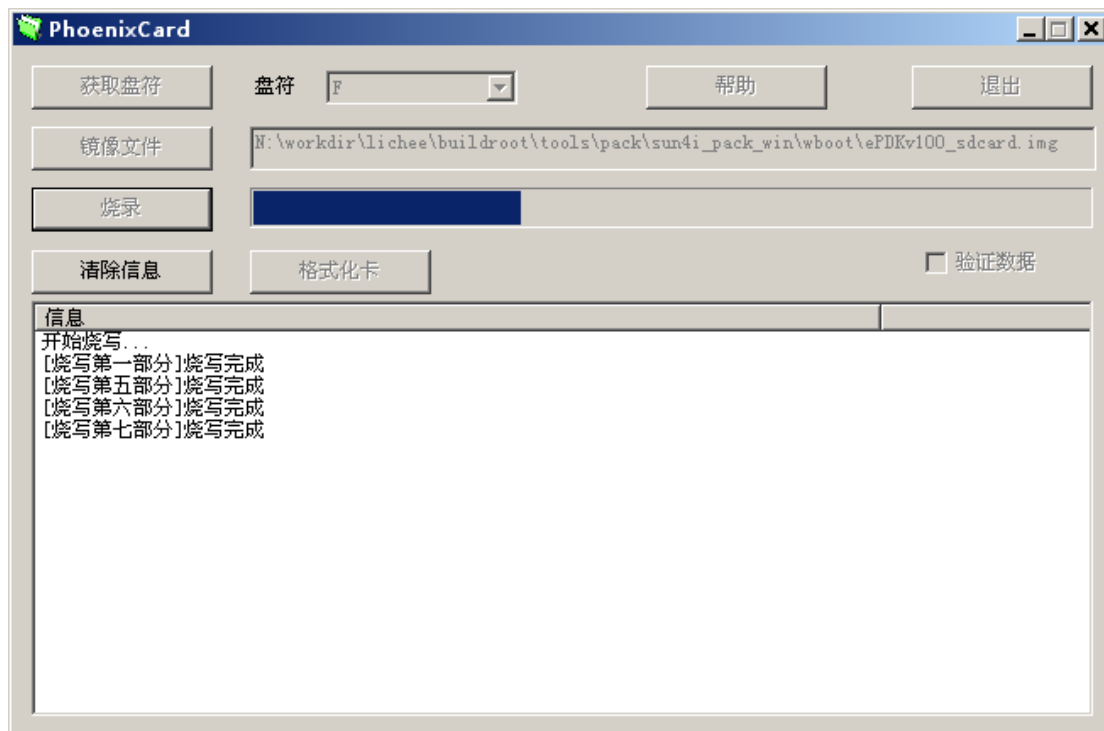 PhoenixCard
获取盘符 盘符 F 帮助 退出
镜像文件 N:\workdir\lichee\buildroot\tools\pack\sun4i_pack_win\wboot\ePDKv100_sdcard.img
烧录
清除信息 格式化卡 验证数据
信息
开始烧写...
[烧写第一部分]烧写完成
[烧写第五部分]烧写完成
[烧写第六部分]烧写完成
[烧写第七部分]烧写完成